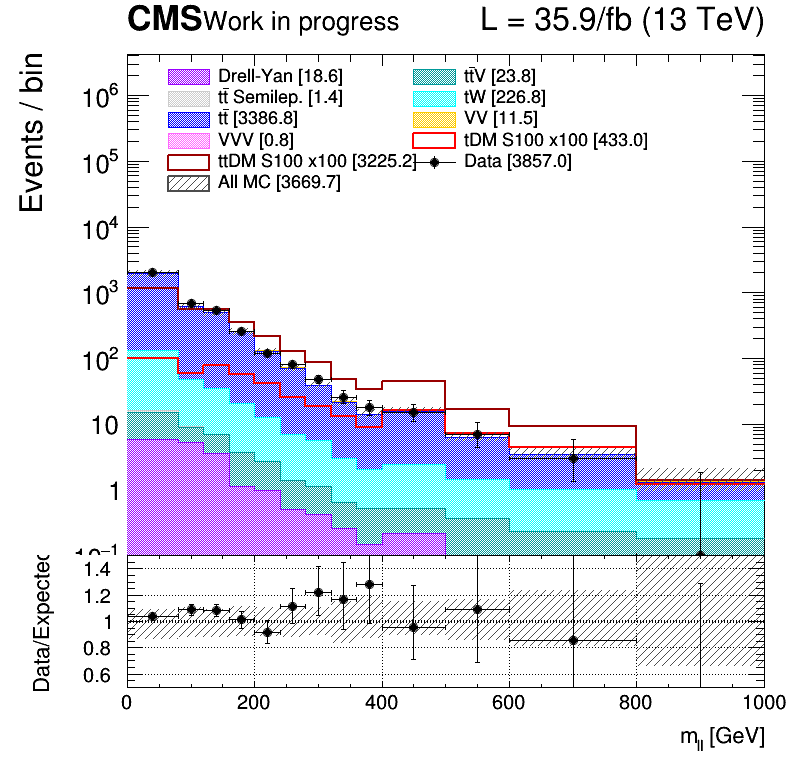 CMS Work in progress L = 35.9/fb (13 TeV)
Events / bin
Drell-Yan [18.6] tt̄V [23.8]
tt̄ Semilep. [1.4] tW [226.8]
tt̄ [3386.8] VV [11.5]
VVV [0.8] tDM S100 x100 [433.0]
ttDM S100 x100 [3225.2] Data [3857.0]
All MC [3669.7]
10⁶
10⁵
10⁴
10³
10²
10
1
10⁻¹
Data/Expected
1.4
1.2
1
0.8
0.6
0 200 400 600 800 1000
m_ll [GeV]